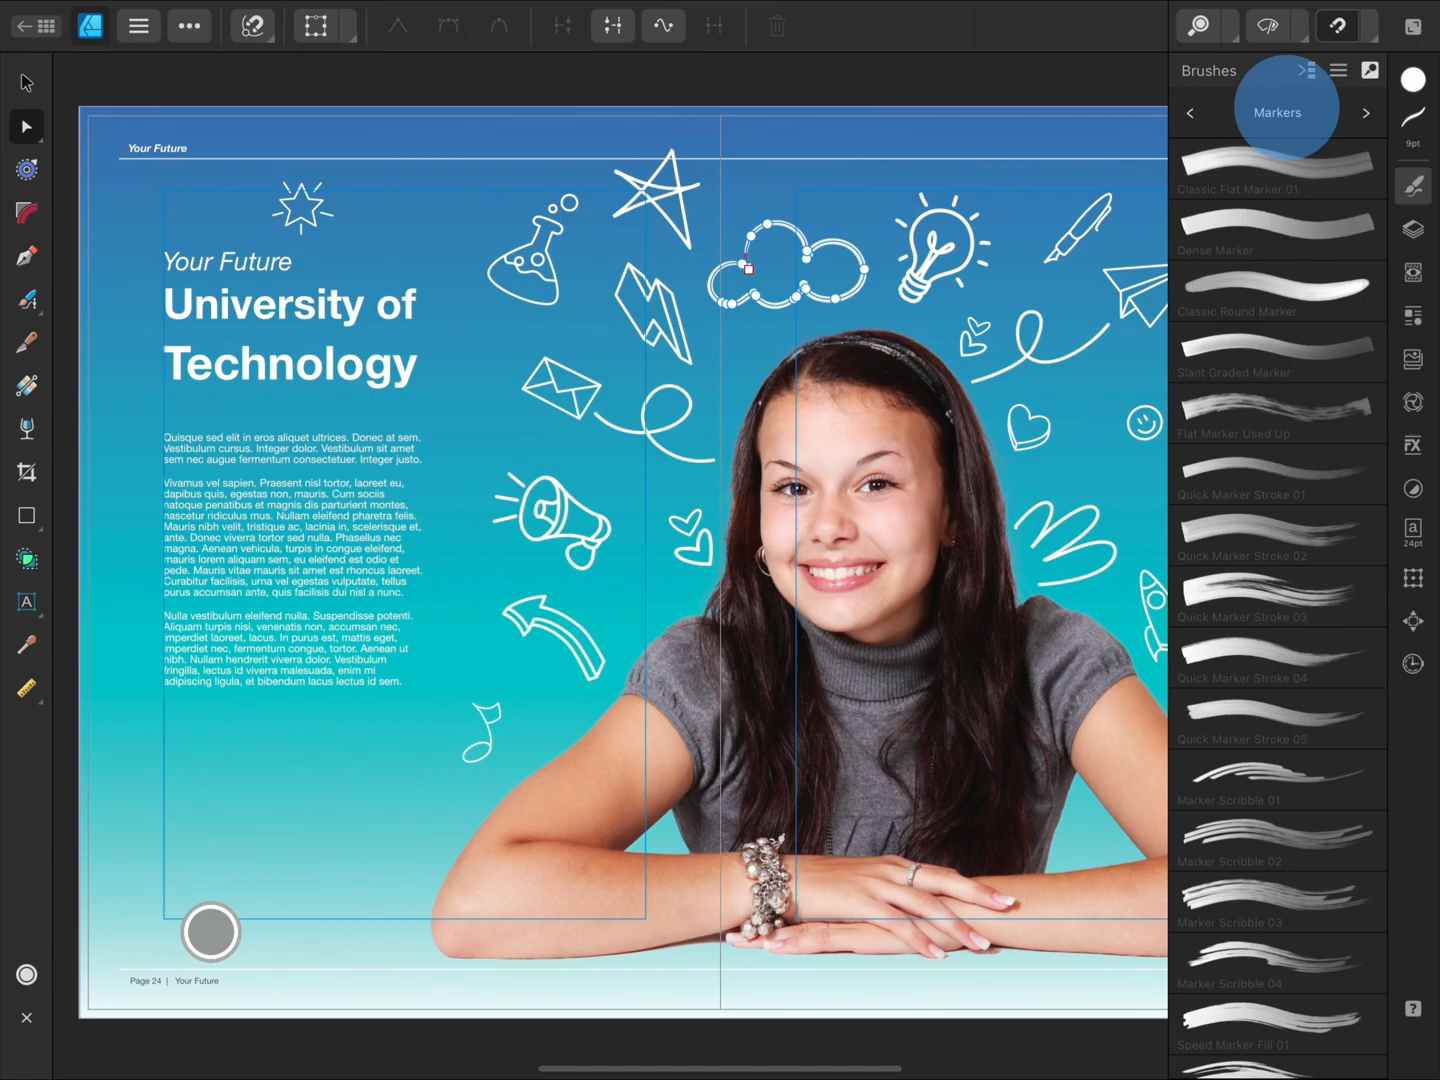 Brushes
Markers
9pt
Classic Flat Marker 01
Dense Marker
Classic Round Marker
Slant Graded Marker
Flat Marker Used Up
Quick Marker Stroke 01
Quick Marker Stroke 02
Quick Marker Stroke 03
Quick Marker Stroke 04
Quick Marker Stroke 05
Marker Scribble 01
Marker Scribble 02
Marker Scribble 03
Marker Scribble 04
Speed Marker Fill 01
FX
a
24pt
A
?
Your Future
Your Future
University of
Technology
Quisque sed elit in eros aliquet ultrices. Donec at sem.
Vestibulum cursus. Integer dolor. Vestibulum sit amet
sem nec augue fermentum consectetuer. Integer justo.
Vivamus vel sapien. Praesent nisl tortor, laoreet eu,
dapibus quis, egestas non, mauris. Cum sociis
natoque penatibus et magnis dis parturient montes,
nascetur ridiculus mus. Nullam eleifend pharetra felis.
Mauris nibh velit, tristique ac, lacinia in, scelerisque et,
ante. Donec viverra tortor sed nulla. Phasellus nec
magna. Aenean vehicula, turpis in congue eleifend,
mauris lorem aliquam sem, eu eleifend est odio et
pede. Mauris vitae mauris sit amet est rhoncus laoreet.
Curabitur facilisis, urna vel egestas vulputate, tellus
purus accumsan ante, quis facilisis dui nisl a nunc.
Nulla vestibulum eleifend nulla. Suspendisse potenti.
Aliquam turpis nisi, venenatis non, accumsan nec,
imperdiet laoreet, lacus. In purus est, mattis eget,
imperdiet nec, fermentum congue, tortor. Aenean ut
nibh. Nullam hendrerit viverra dolor. Vestibulum
fringilla, lectus id viverra malesuada, enim mi
adipiscing ligula, et bibendum lacus lectus id sem.
Page 24 | Your Future